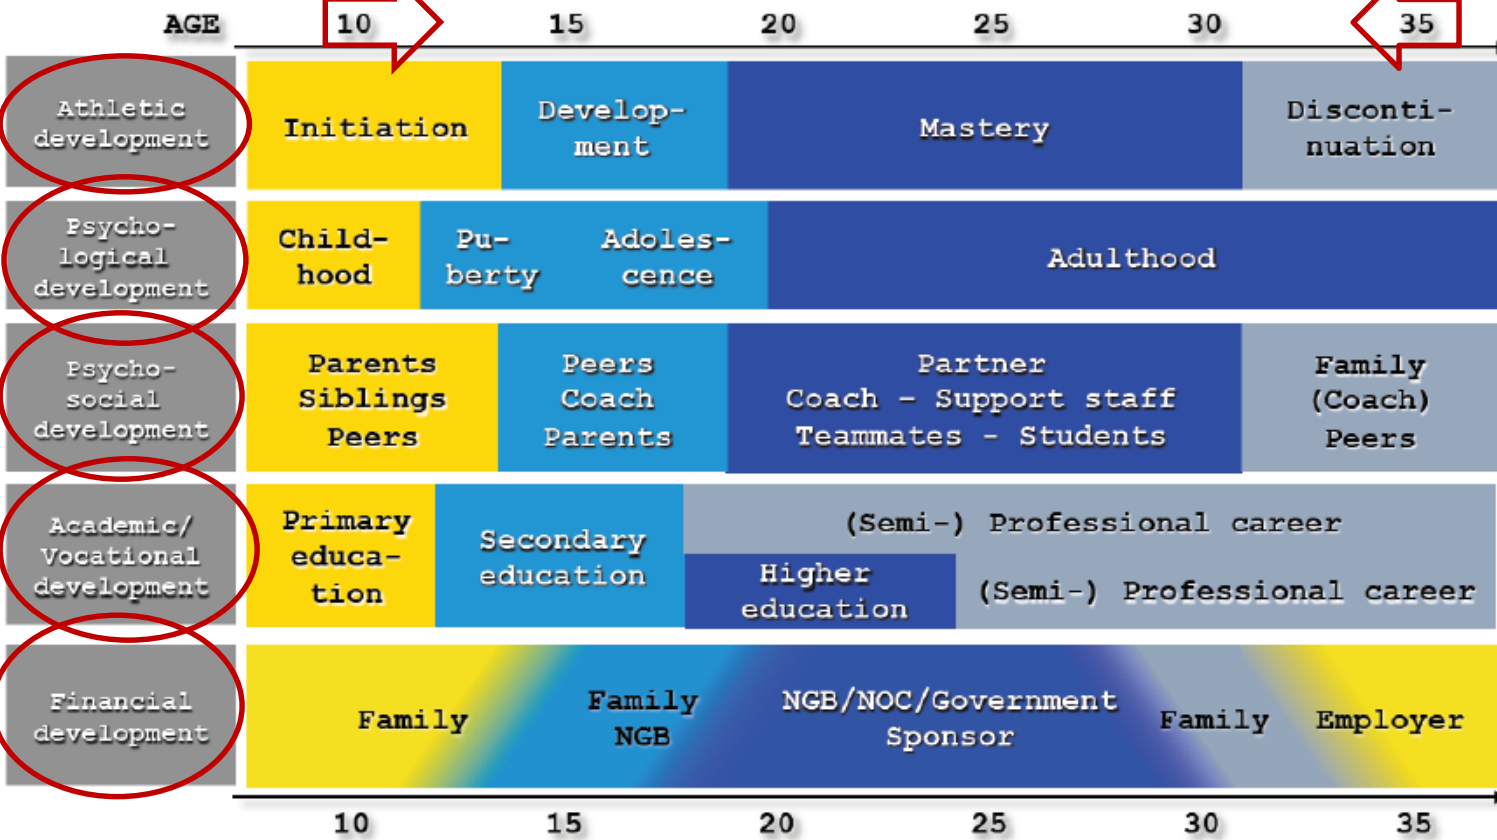 AGE 10 15 20 25 30 35
Athletic
development
Initiation
Develop-
ment
Mastery
Disconti-
nuation
Psycho-
logical
development
Child-
hood
Pu-
berty
Adoles-
cence
Adulthood
Psycho-
social
development
Parents
Siblings
Peers
Peers
Coach
Parents
Partner
Coach - Support staff
Teammates - Students
Family
(Coach)
Peers
Academic/
Vocational
development
Primary
educa-
tion
Secondary
education
(Semi-) Professional career
Higher
education
(Semi-) Professional career
Financial
development
Family
Family
NGB
NGB/NOC/Government
Sponsor
Family
Employer
10 15 20 25 30 35